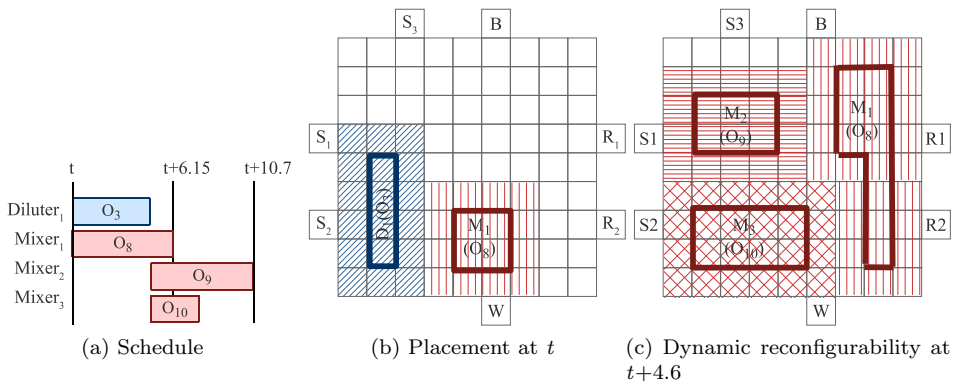 t
t+6.15
t+10.7
Diluter₁
O₃
Mixer₁
O₈
Mixer₂
O₉
Mixer₃
O₁₀
(a) Schedule
S₃
B
S₁
R₁
S₂
R₂
D₁(O₃)
M₁
(O₈)
W
(b) Placement at t
S3
B
S1
R1
M₂
(O₉)
M₁
(O₈)
S2
R2
M₃
(O₁₀)
W
(c) Dynamic reconfigurability at
t+4.6